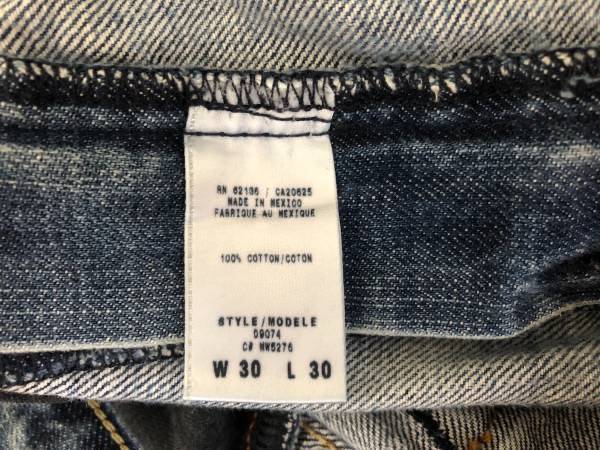 RN 62136 / CA20625
MADE IN MEXICO
FABRIQUE AU MEXIQUE
100% COTTON/COTON
STYLE/MODELE
09074
C# MW5276
W 30 L 30